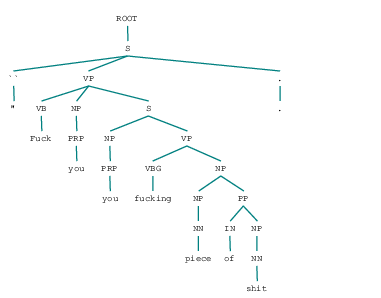 ROOT
S
`` VP .
" VB NP S .
Fuck PRP NP VP
you PRP VBG NP
you fucking NP PP
NN IN NP
piece of NN
shit